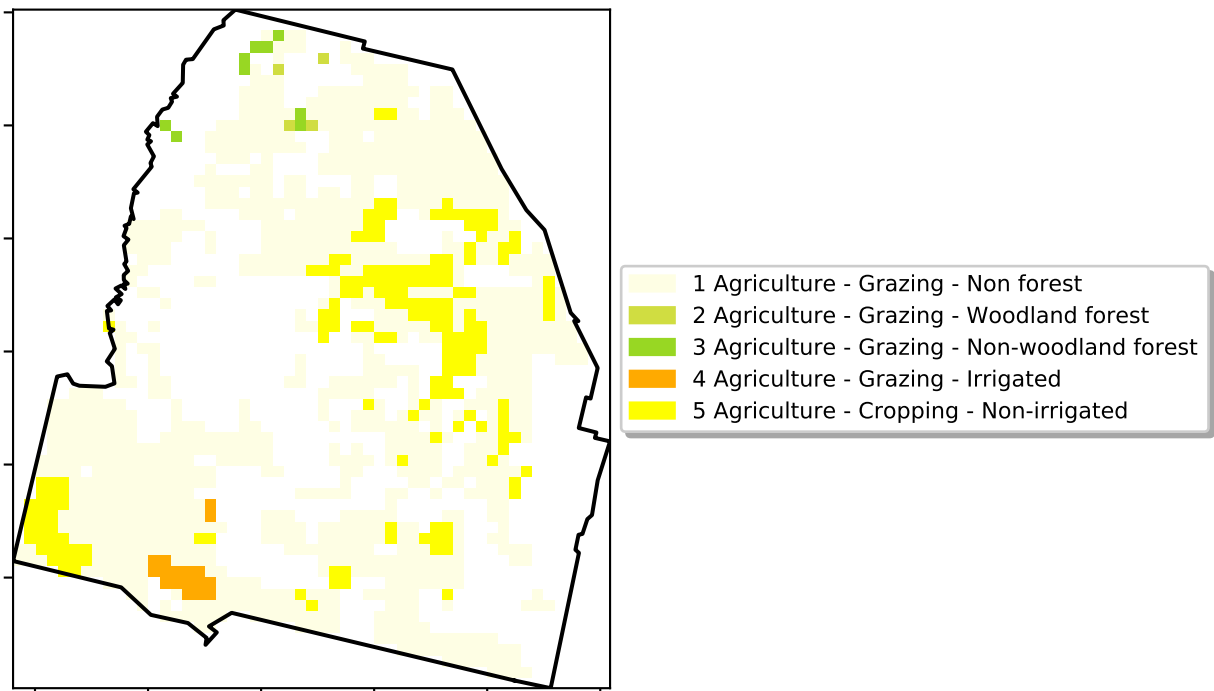 1 Agriculture - Grazing - Non forest
2 Agriculture - Grazing - Woodland forest
3 Agriculture - Grazing - Non-woodland forest
4 Agriculture - Grazing - Irrigated
5 Agriculture - Cropping - Non-irrigated